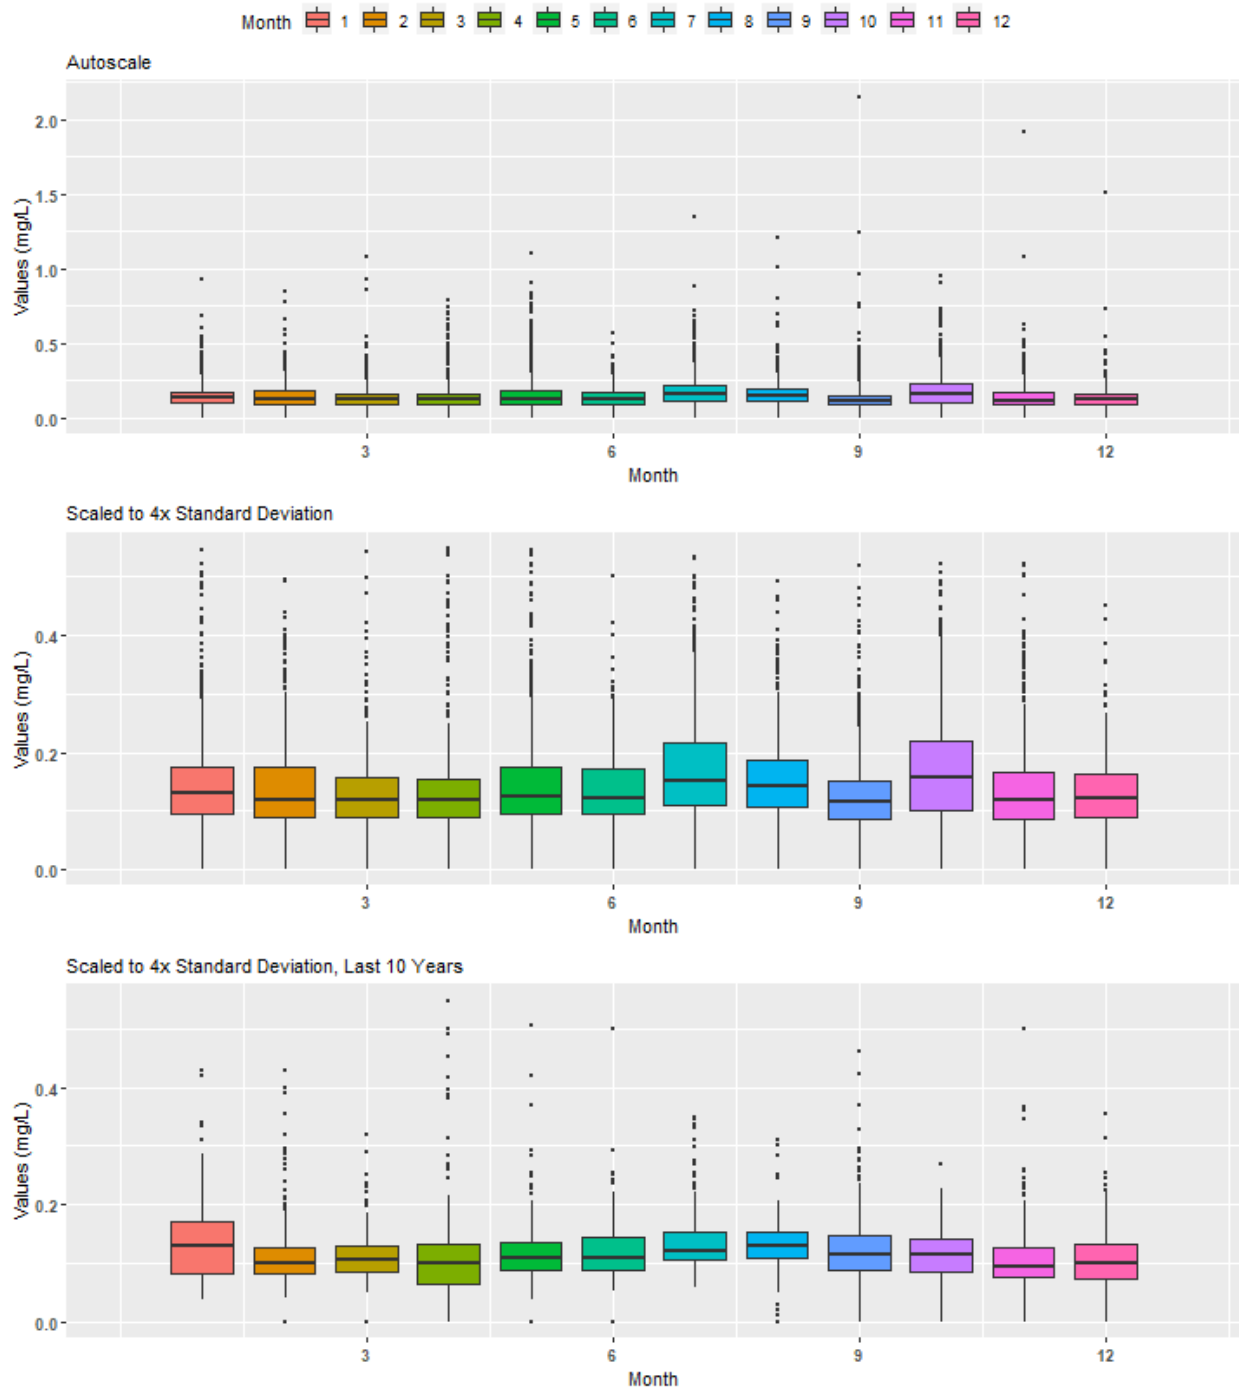 Month 1 2 3 4 5 6 7 8 9 10 11 12
Autoscale
Values (mg/L)
2.0
1.5
1.0
0.5
0.0
3 6 9 12
Month
Scaled to 4x Standard Deviation
Values (mg/L)
0.4
0.2
0.0
3 6 9 12
Month
Scaled to 4x Standard Deviation, Last 10 Years
Values (mg/L)
0.4
0.2
0.0
3 6 9 12
Month